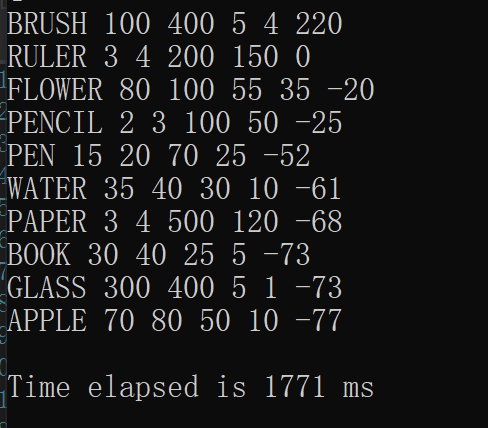 BRUSH 100 400 5 4 220
RULER 3 4 200 150 0
FLOWER 80 100 55 35 -20
PENCIL 2 3 100 50 -25
PEN 15 20 70 25 -52
WATER 35 40 30 10 -61
PAPER 3 4 500 120 -68
BOOK 30 40 25 5 -73
GLASS 300 400 5 1 -73
APPLE 70 80 50 10 -77
Time elapsed is 1771 ms